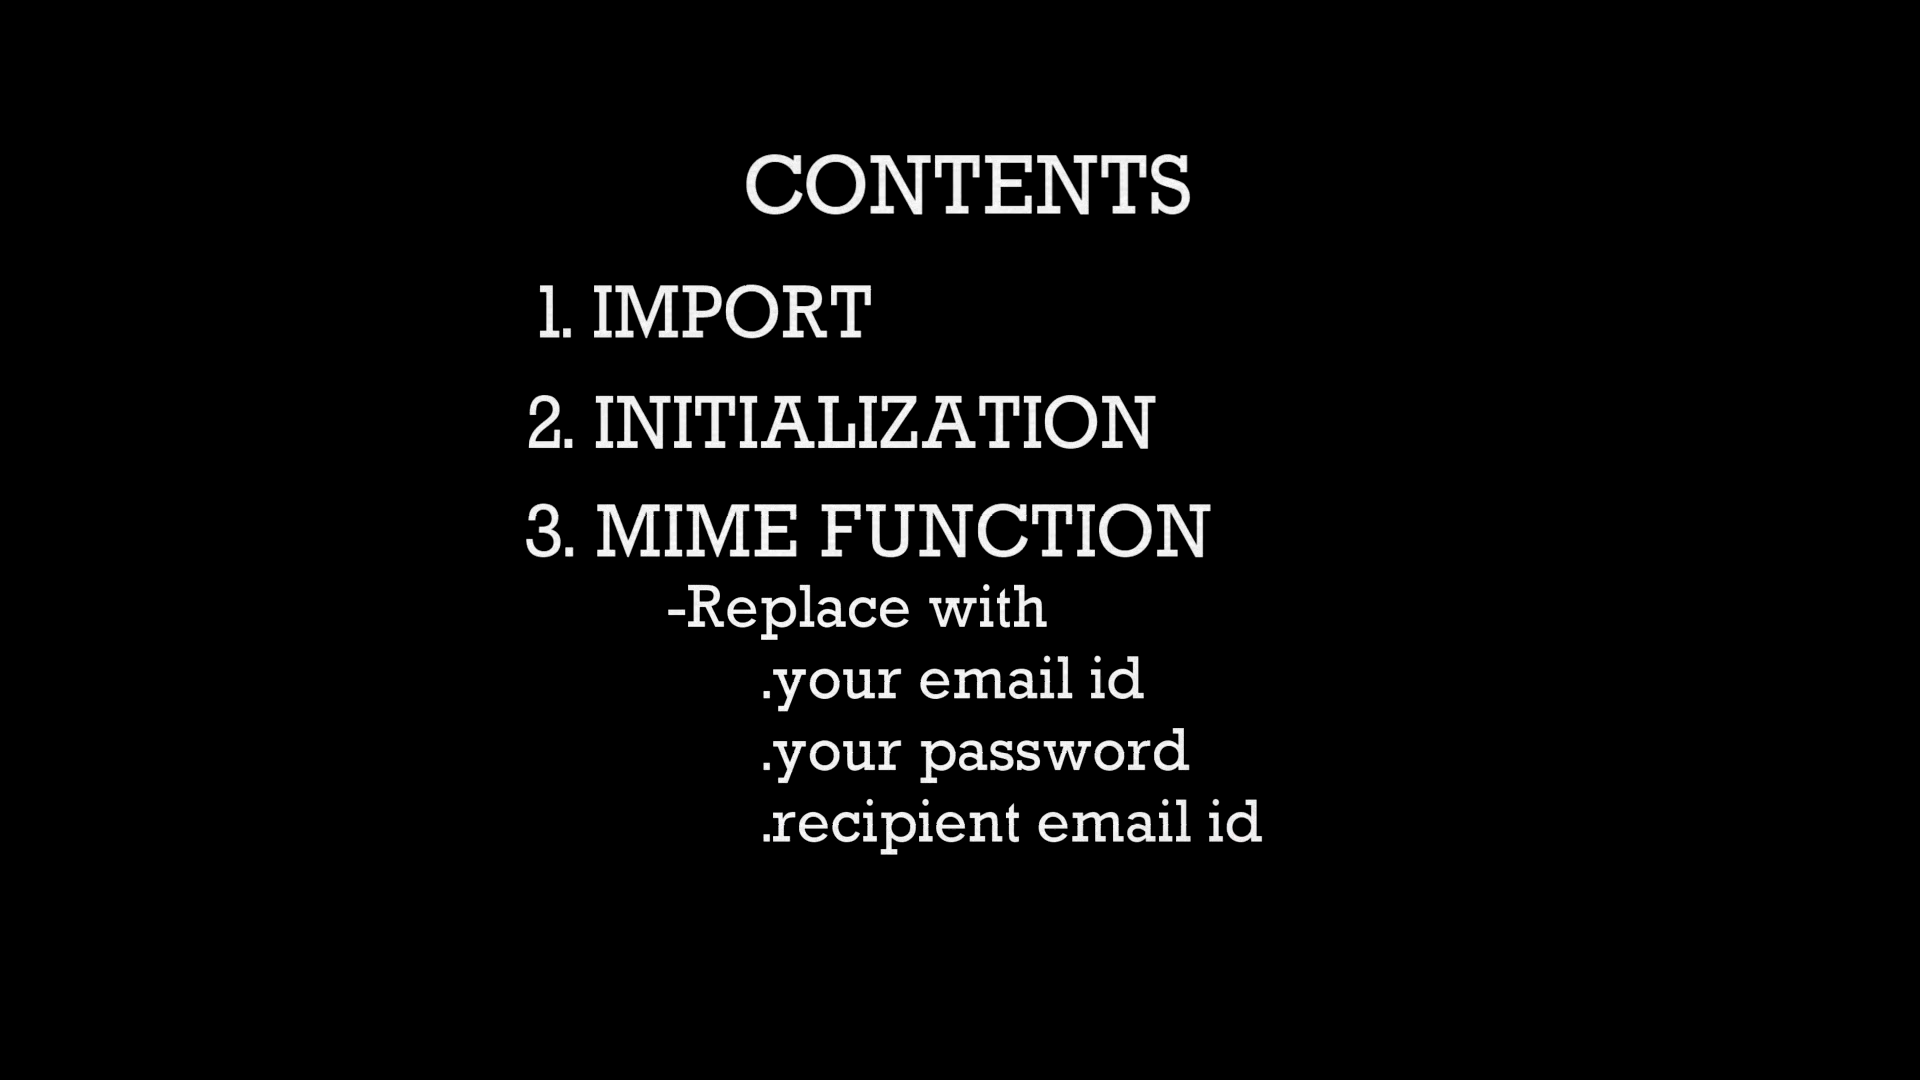 CONTENTS
1. IMPORT
2. INITIALIZATION
3. MIME FUNCTION
-Replace with
.your email id
.your password
.recipient email id